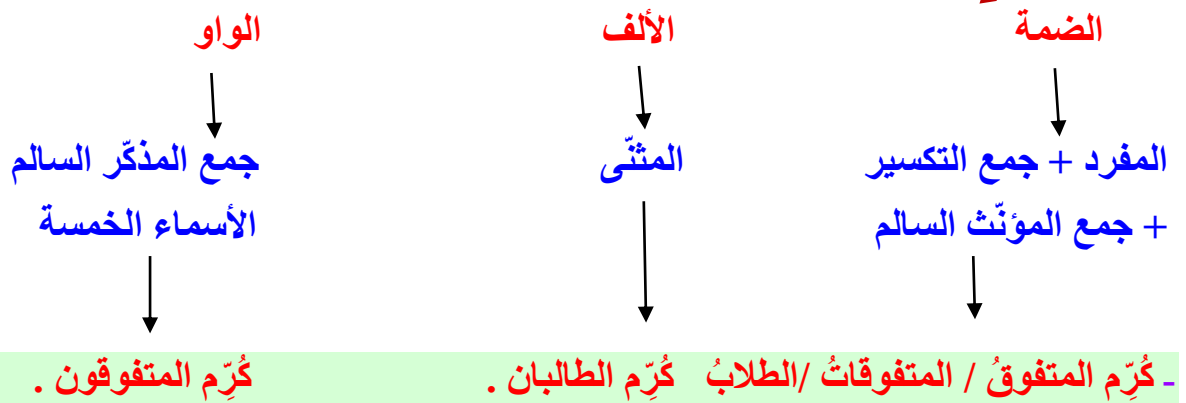 الضمة الألف الواو
المفرد + جمع التكسير المثنّى جمع المذكّر السالم
+ جمع المؤنّث السالم الأسماء الخمسة
- كُرِّم المتفوقُ / المتفوقاتُ /الطلابُ كُرِّم الطالبان . كُرِّم المتفوقون .